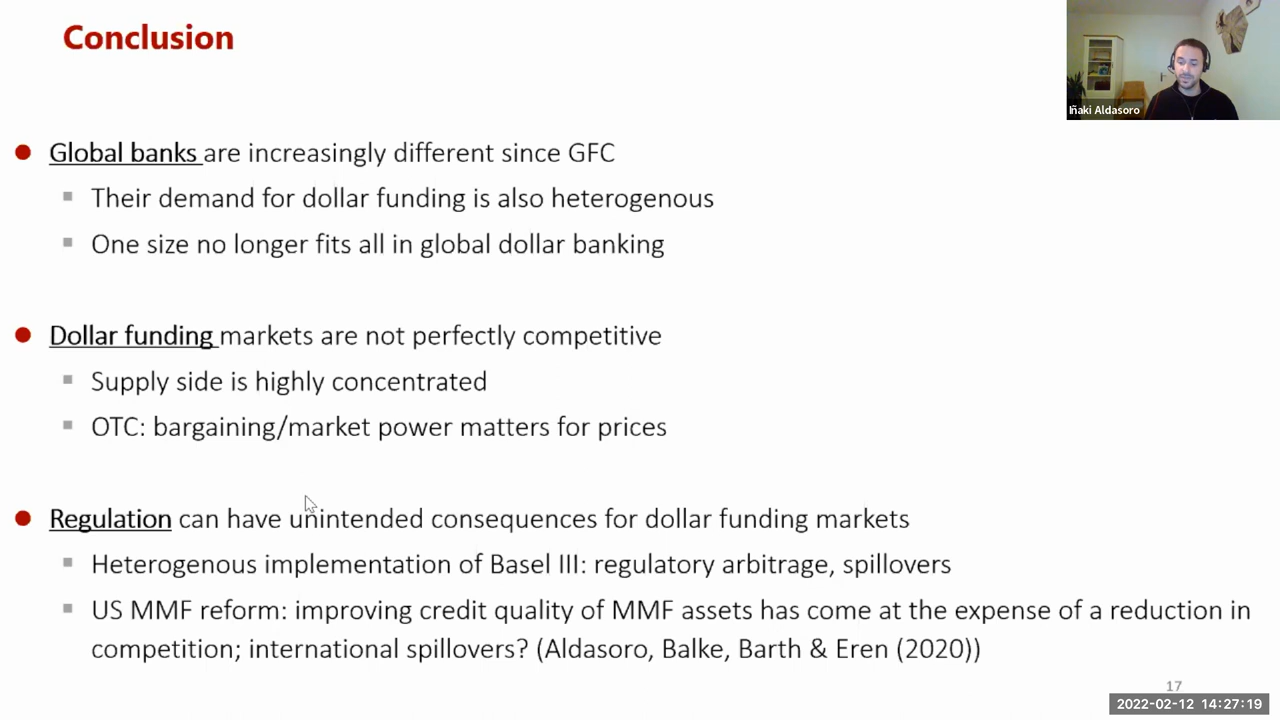 Conclusion
Iñaki Aldasoro
Global banks are increasingly different since GFC
Their demand for dollar funding is also heterogenous
One size no longer fits all in global dollar banking
Dollar funding markets are not perfectly competitive
Supply side is highly concentrated
OTC: bargaining/market power matters for prices
Regulation can have unintended consequences for dollar funding markets
Heterogenous implementation of Basel III: regulatory arbitrage, spillovers
US MMF reform: improving credit quality of MMF assets has come at the expense of a reduction in
competition; international spillovers? (Aldasoro, Balke, Barth & Eren (2020))
17
2022-02-12 14:27:19